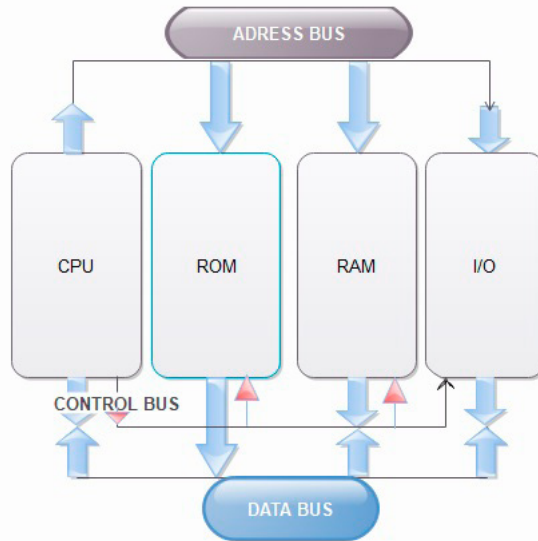 ADRESS BUS
CPU
ROM
RAM
I/O
CONTROL BUS
DATA BUS